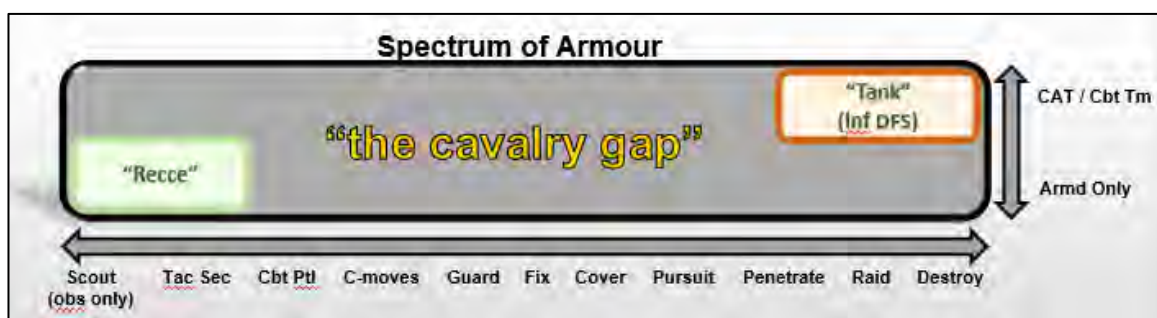 Spectrum of Armour
"Tank"
(Inf DFS)
CAT / Cbt Tm
"the cavalry gap"
"Recce"
Armd Only
Scout
(obs only)
Tac Sec
Cbt Ptl
C-moves
Guard
Fix
Cover
Pursuit
Penetrate
Raid
Destroy